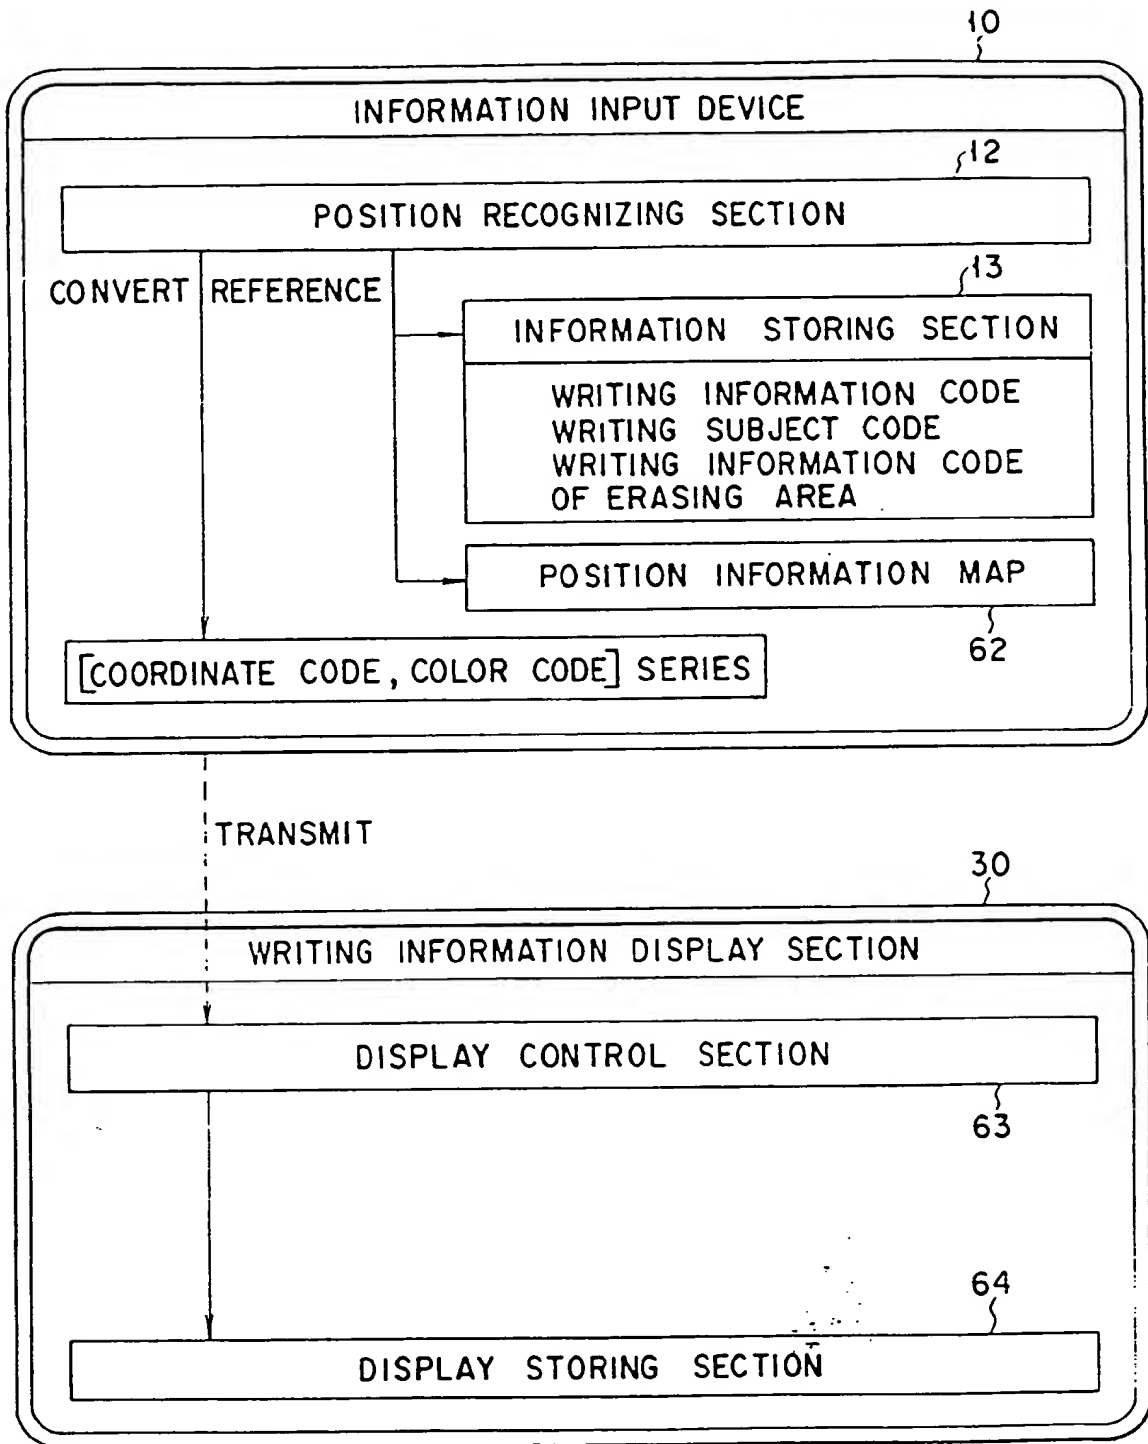 10
INFORMATION INPUT DEVICE
12
POSITION RECOGNIZING SECTION
CONVERT REFERENCE
13
INFORMATION STORING SECTION
WRITING INFORMATION CODE
WRITING SUBJECT CODE
WRITING INFORMATION CODE
OF ERASING AREA
POSITION INFORMATION MAP
62
[COORDINATE CODE, COLOR CODE] SERIES
TRANSMIT
30
WRITING INFORMATION DISPLAY SECTION
DISPLAY CONTROL SECTION
63
64
DISPLAY STORING SECTION